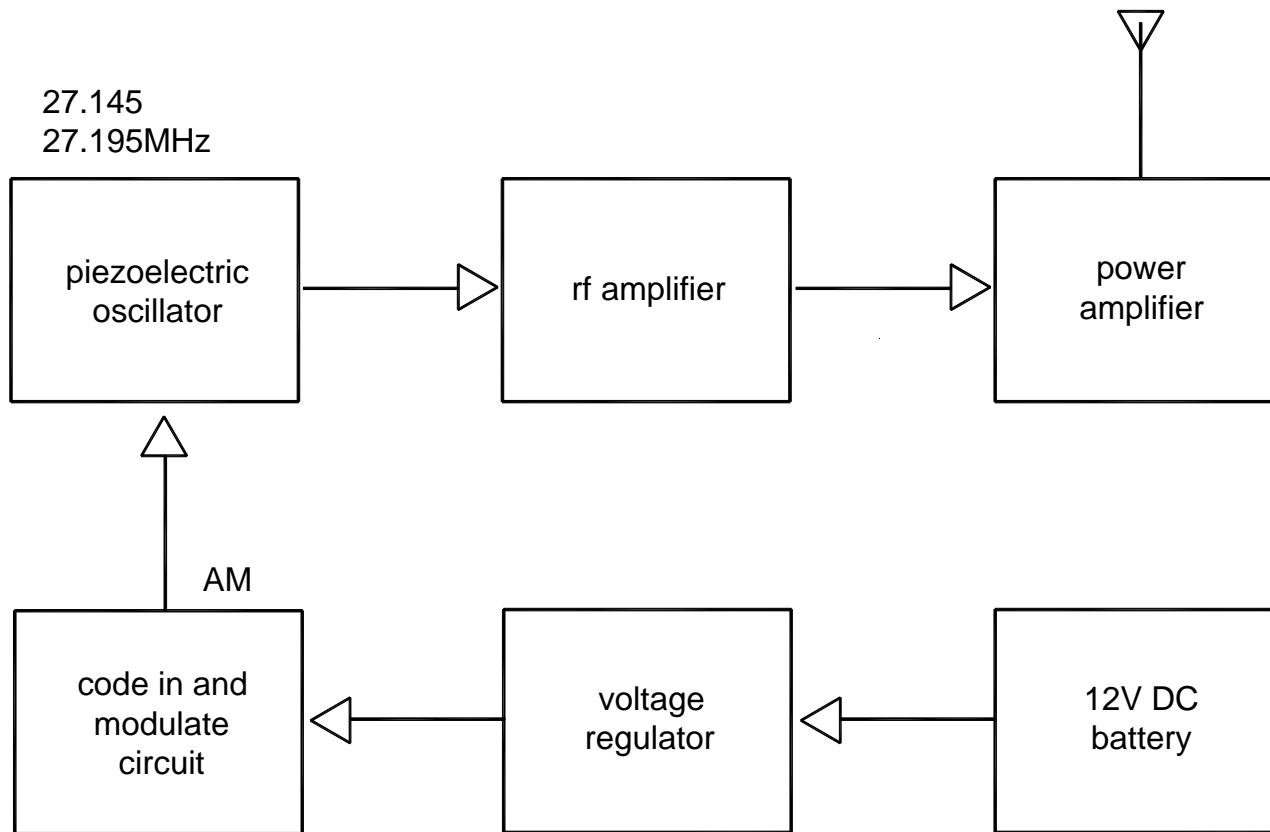 27.145
27.195MHz
piezoelectric
oscillator
rf amplifier
power
amplifier
AM
code in and
modulate
circuit
voltage
regulator
12V DC
battery